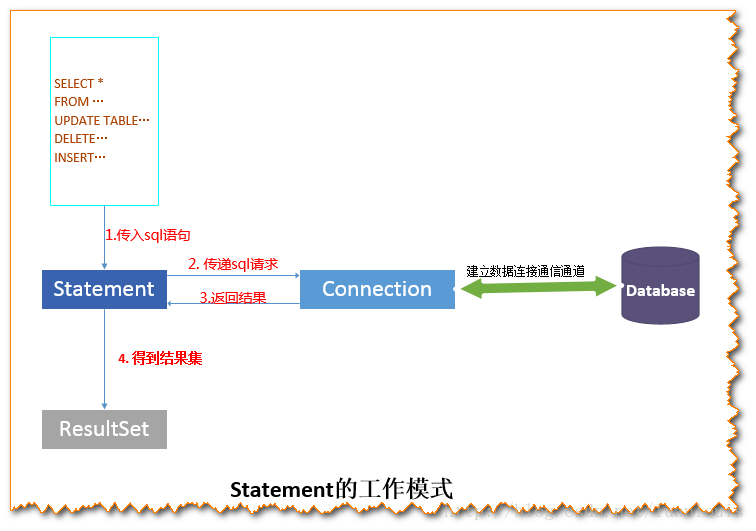 SELECT *
FROM ···
UPDATE TABLE···
DELETE···
INSERT···
1.传入sql语句
2. 传递sql请求
Statement
Connection
建立数据连接通信通道
Database
3,返回结果
4. 得到结果集
ResultSet
Statement的工作模式